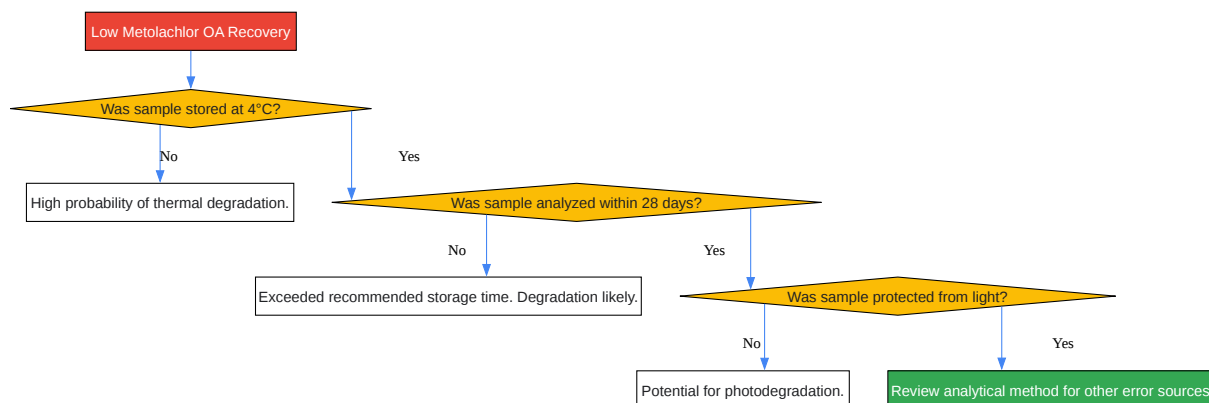 Low Metolachlor OA Recovery
Was sample stored at 4°C?
No
Yes
High probability of thermal degradation.
Was sample analyzed within 28 days?
No
Yes
Exceeded recommended storage time. Degradation likely.
Was sample protected from light?
No
Yes
Potential for photodegradation.
Review analytical method for other error sources